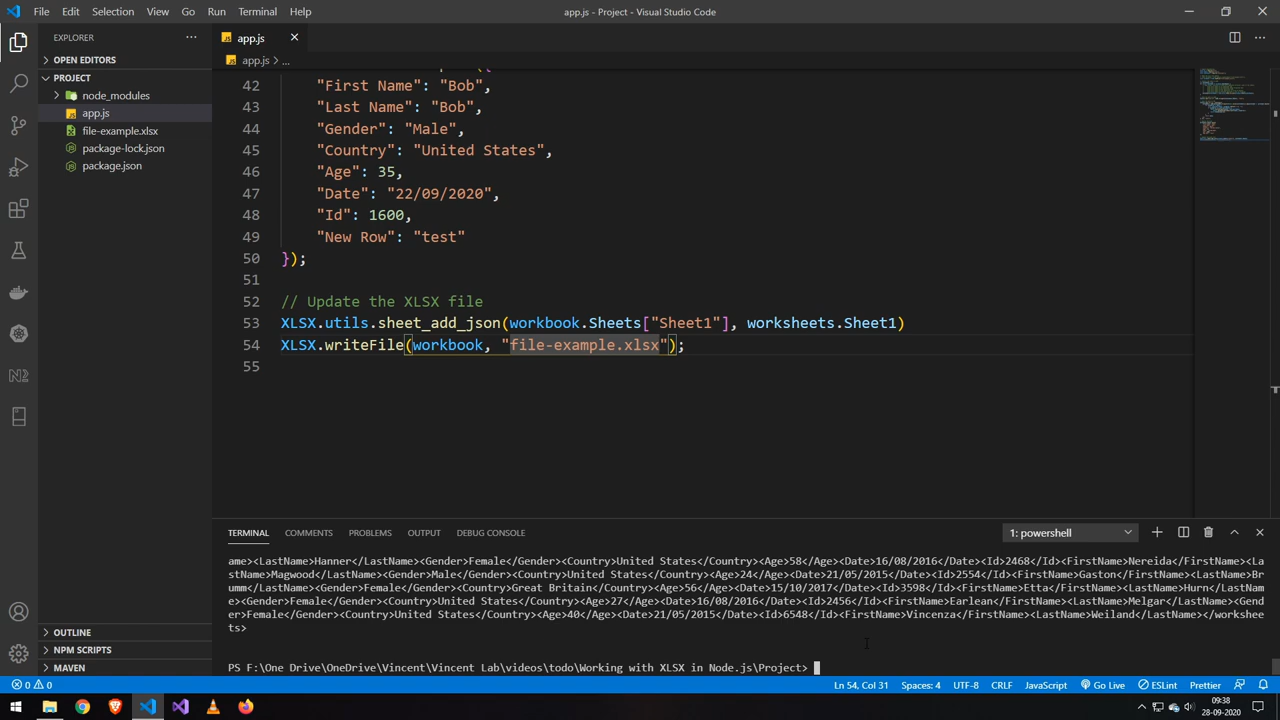 File Edit Selection View Go Run Terminal Help
app.js - Project - Visual Studio Code
EXPLORER
OPEN EDITORS
PROJECT
node_modules
app.js
file-example.xlsx
package-lock.json
package.json
OUTLINE
NPM SCRIPTS
MAVEN
app.js
app.js > ...
42 "First Name": "Bob",
43 "Last Name": "Bob",
44 "Gender": "Male",
45 "Country": "United States",
46 "Age": 35,
47 "Date": "22/09/2020",
48 "Id": 1600,
49 "New Row": "test"
50 });
51
52 // Update the XLSX file
53 XLSX.utils.sheet_add_json(workbook.Sheets["Sheet1"], worksheets.Sheet1)
54 XLSX.writeFile(workbook, "file-example.xlsx");
55
TERMINAL COMMENTS PROBLEMS OUTPUT DEBUG CONSOLE
1: powershell
ame><LastName>Hanner</LastName><Gender>Female</Gender><Country>United States</Country><Age>58</Age><Date>16/08/2016</Date><Id>2468</Id><FirstName>Nereida</FirstName><La
stName>Magwood</LastName><Gender>Male</Gender><Country>United States</Country><Age>24</Age><Date>21/05/2015</Date><Id>2554</Id><FirstName>Gaston</FirstName><LastName>Br
umm</LastName><Gender>Female</Gender><Country>Great Britain</Country><Age>56</Age><Date>15/10/2017</Date><Id>3598</Id><FirstName>Etta</FirstName><LastName>Hurn</LastNam
e><Gender>Female</Gender><Country>United States</Country><Age>27</Age><Date>16/08/2016</Date><Id>2456</Id><FirstName>Earlean</FirstName><LastName>Melgar</LastName><Gend
er>Female</Gender><Country>United States</Country><Age>40</Age><Date>21/05/2015</Date><Id>6548</Id><FirstName>Vincenza</FirstName><LastName>Weiland</LastName></workshee
ts>
PS F:\One Drive\OneDrive\Vincent\Vincent Lab\videos\todo\Working with XLSX in Node.js\Project>
0 0
Ln 54, Col 31 Spaces: 4 UTF-8 CRLF JavaScript Go Live ESLint Prettier
09:38
28-09-2020